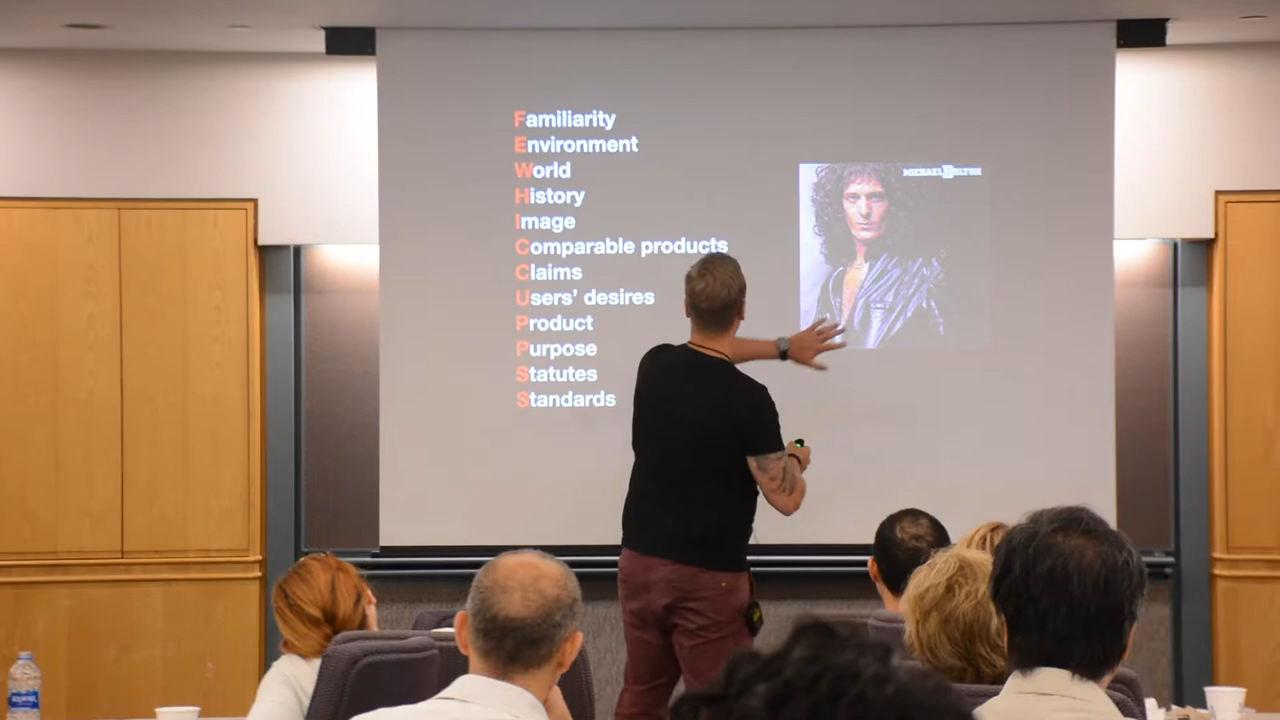 Familiarity
Environment
World
History
Image
Comparable products
Claims
Users' desires
Product
Purpose
Statutes
Standards
MICHAEL BOLTON